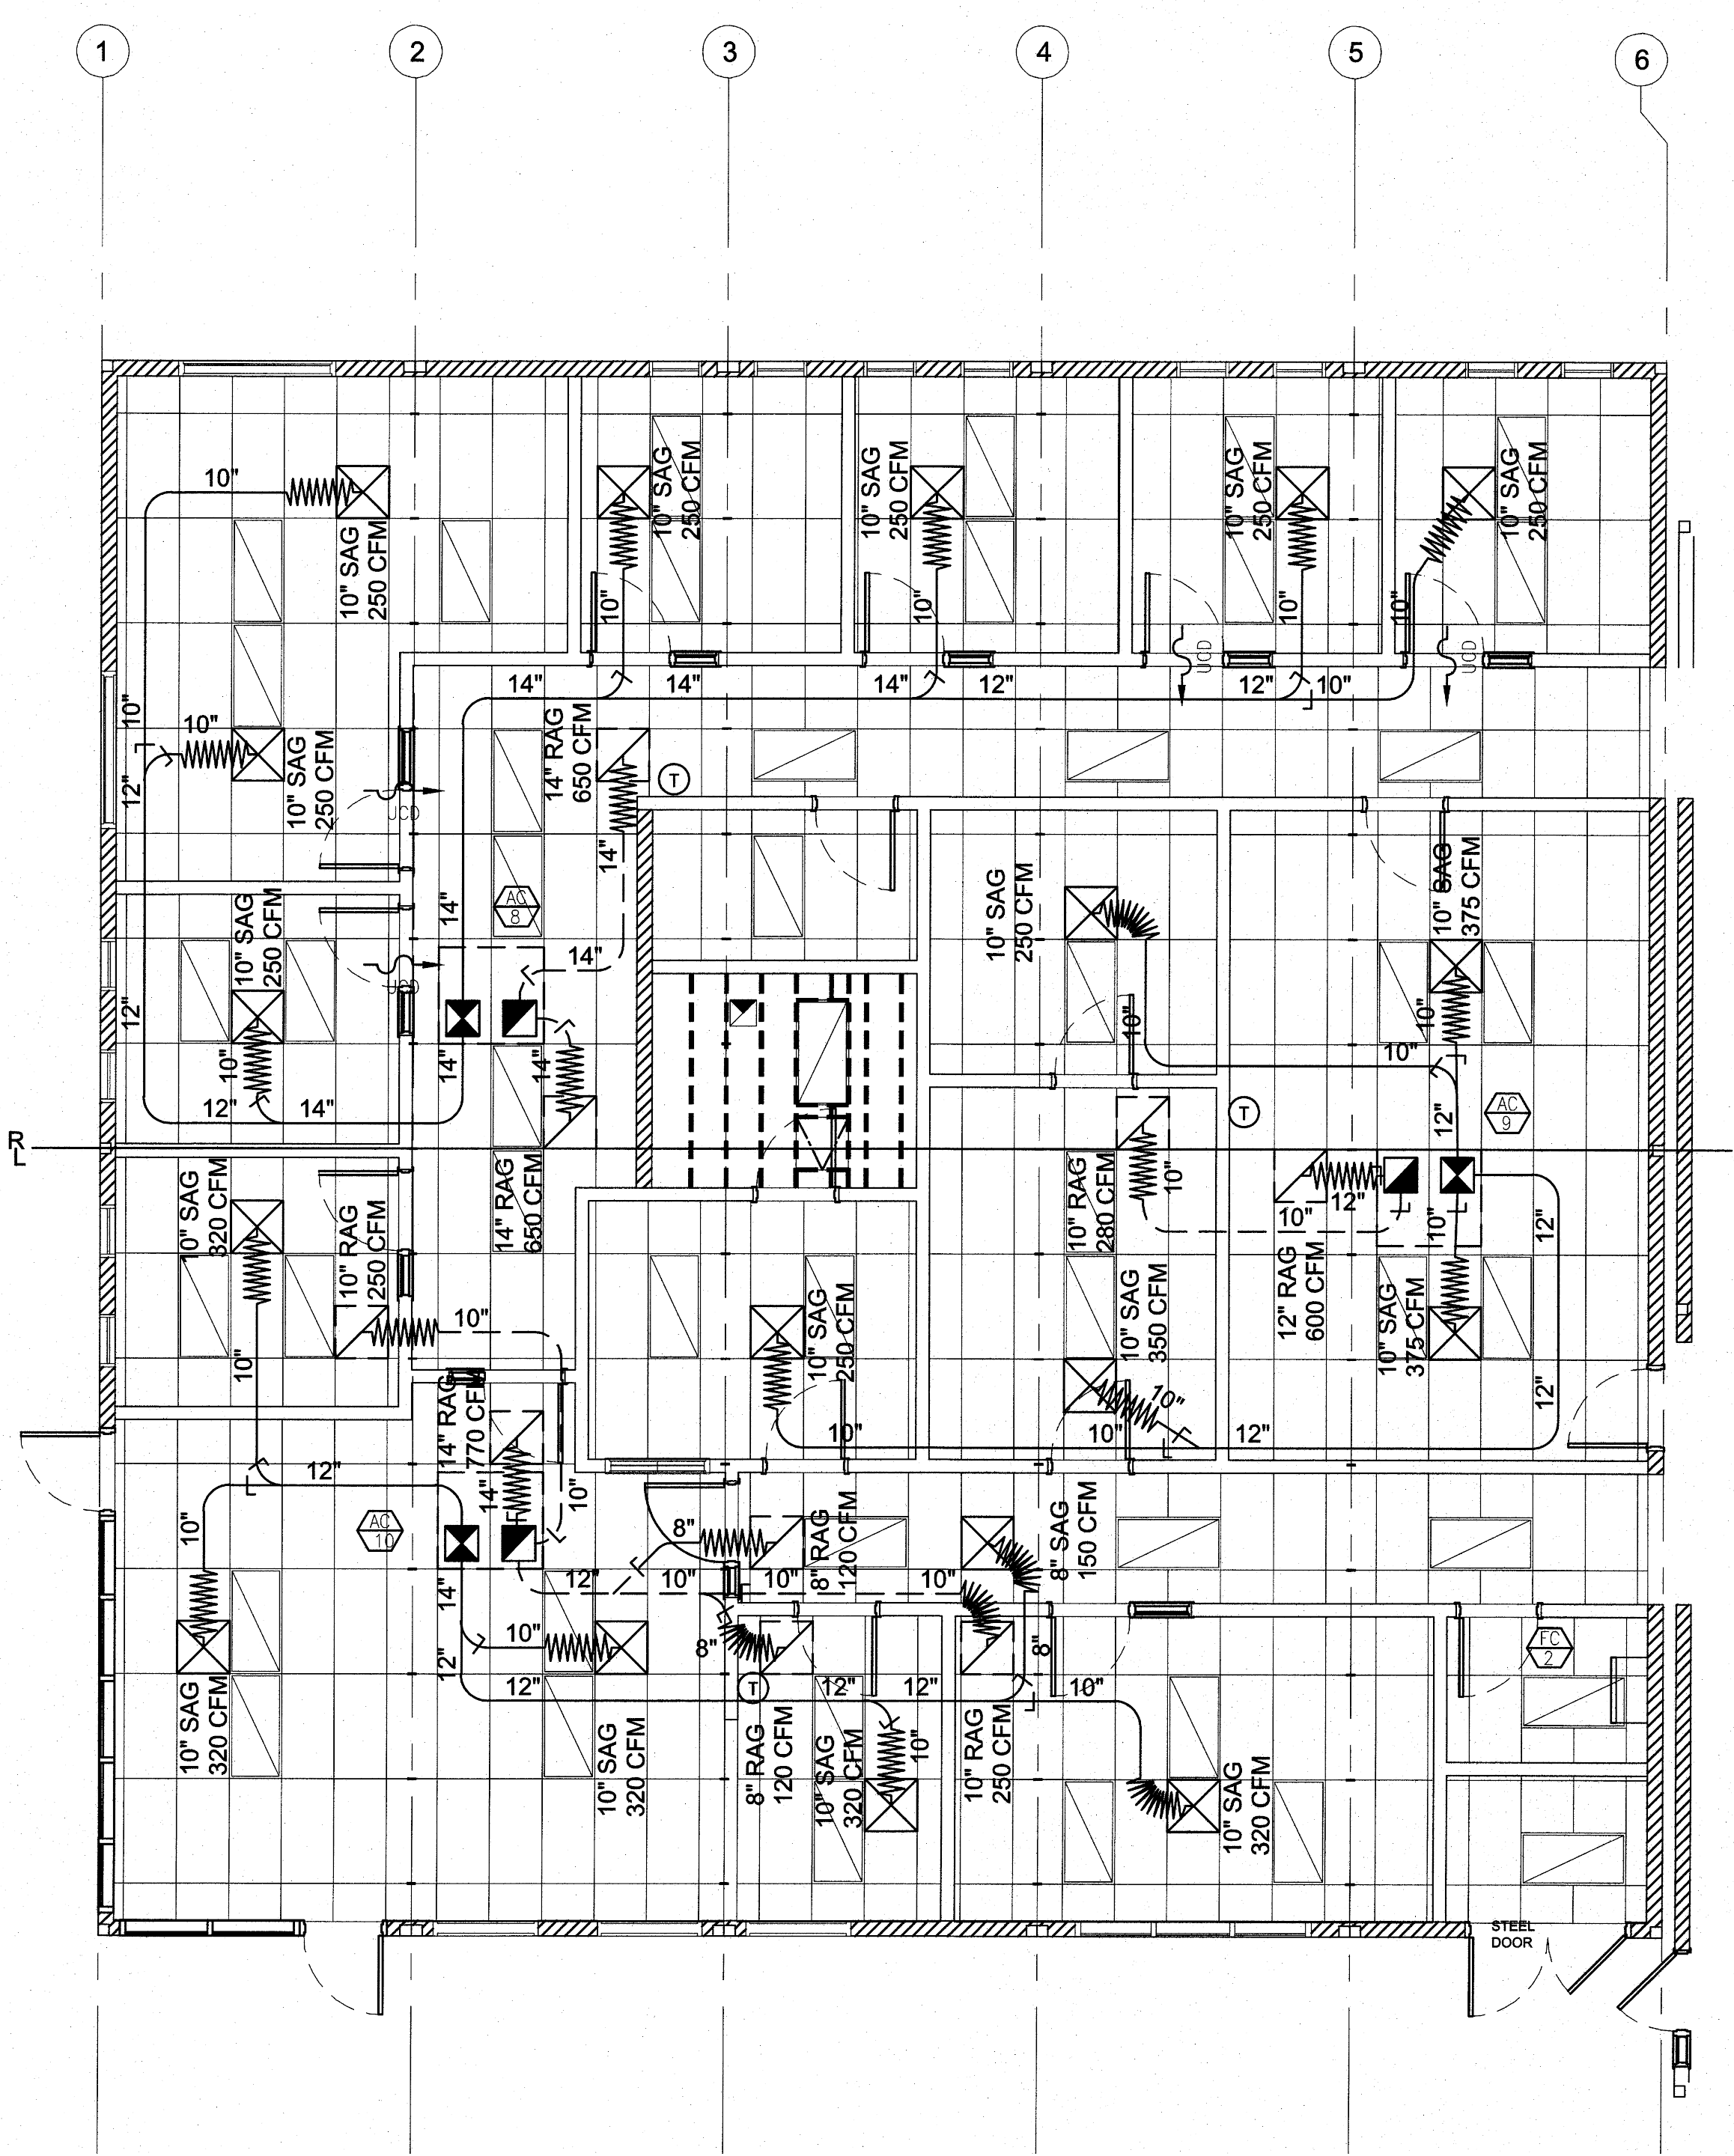 1
2
3
4
5
6
10"
10" SAG
250 CFM
10" SAG
250 CFM
10" SAG
250 CFM
10" SAG
250 CFM
10" SAG
250 CFM
10"
10"
10"
10"
UCD
UCD
14"
14"
14"
12"
12"
10"
10"
10"
12"
10" SAG
250 CFM
14" RAG
650 CFM
T
UCD
14"
10" SAG
250 CFM
14"
AC
8
14"
UCD
10" SAG
250 CFM
10" SAG
375 CFM
12"
10"
14"
14"
10"
10"
10"
12"
14"
12"
AC
9
T
R
L
10" SAG
320 CFM
10" RAG
250 CFM
14" RAG
650 CFM
10" RAG
280 CFM
10"
12"
10"
10"
12"
12" RAG
600 CFM
10" SAG
375 CFM
10"
10"
10" SAG
250 CFM
10" SAG
350 CFM
12"
14" RAG
770 CFM
10"
10"
10"
12"
12"
14"
10"
10"
AC
10
8"
8" RAG
120 CFM
8" SAG
150 CFM
14"
12"
10"
10"
10"
10"
12"
8"
8"
FC
2
12"
T
12"
12"
10"
10" SAG
320 CFM
10" SAG
320 CFM
8" RAG
120 CFM
10" SAG
320 CFM
10"
10" RAG
250 CFM
10" SAG
320 CFM
STEEL
DOOR